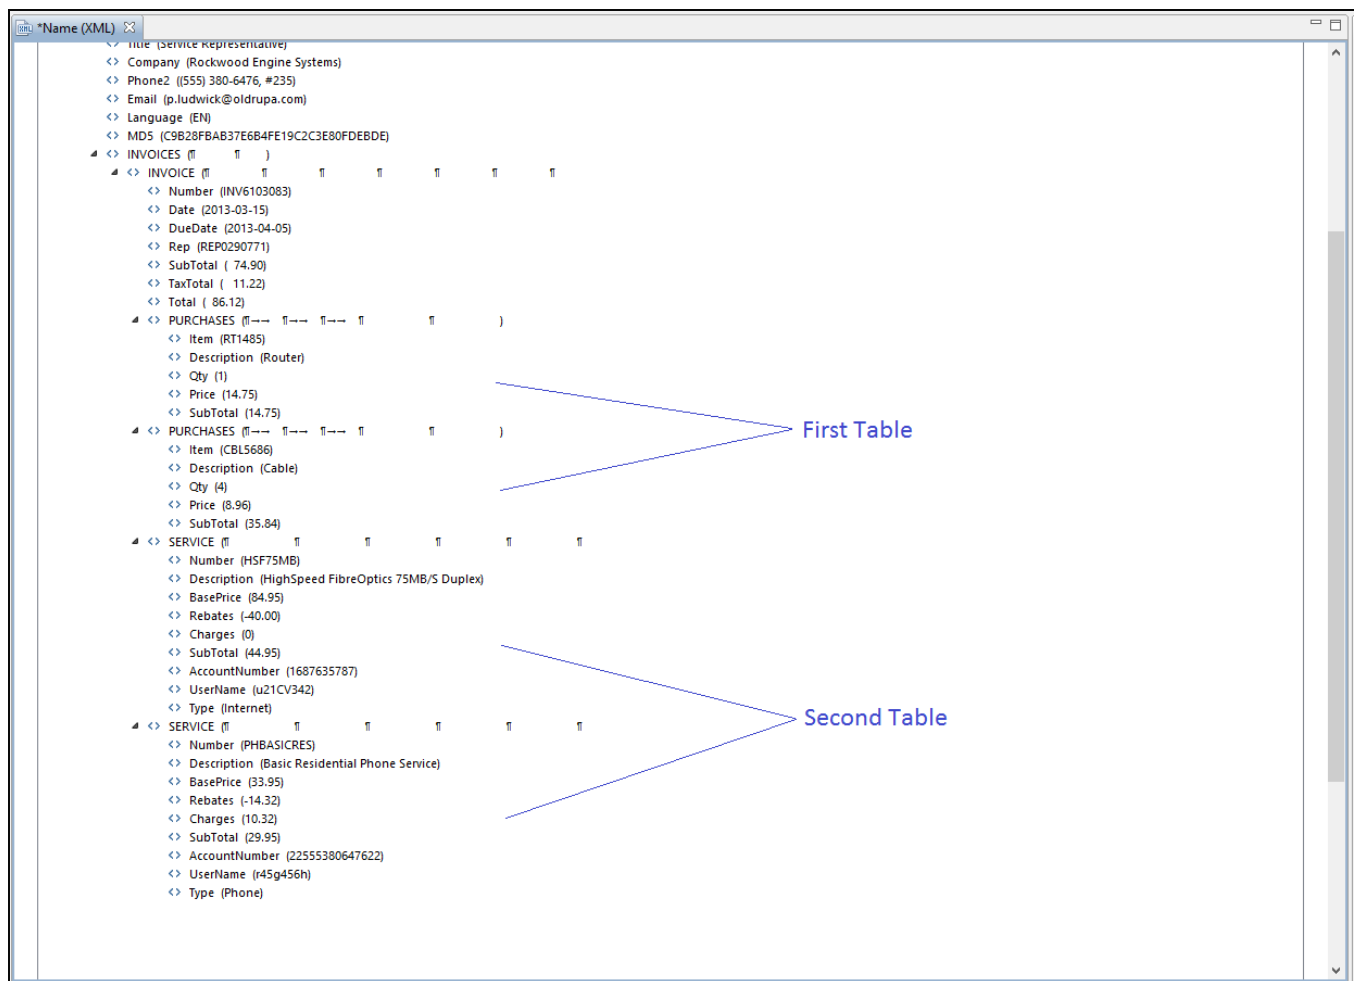 *Name (XML)
Title (Service Representative)
Company (Rockwood Engine Systems)
Phone2 ((555) 380-6476, #235)
Email (p.ludwick@oldrupa.com)
Language (EN)
MD5 (C9B28FBAB37E6B4FE19C2C3E80FDEBDE)
INVOICES (¶ ¶ )
INVOICE (¶ ¶ ¶ ¶ ¶ ¶ ¶
Number (INV6103083)
Date (2013-03-15)
DueDate (2013-04-05)
Rep (REP0290771)
SubTotal ( 74.90)
TaxTotal ( 11.22)
Total ( 86.12)
PURCHASES (¶→→ ¶→→ ¶→→ ¶ ¶ )
Item (RT1485)
Description (Router)
Qty (1)
Price (14.75)
SubTotal (14.75)
PURCHASES (¶→→ ¶→→ ¶→→ ¶ ¶ )
First Table
Item (CBL5686)
Description (Cable)
Qty (4)
Price (8.96)
SubTotal (35.84)
SERVICE (¶ ¶ ¶ ¶ ¶ ¶
Number (HSF75MB)
Description (HighSpeed FibreOptics 75MB/S Duplex)
BasePrice (84.95)
Rebates (-40.00)
Charges (0)
SubTotal (44.95)
AccountNumber (1687635787)
UserName (u21CV342)
Type (Internet)
Second Table
SERVICE (¶ ¶ ¶ ¶ ¶ ¶
Number (PHBASICRES)
Description (Basic Residential Phone Service)
BasePrice (33.95)
Rebates (-14.32)
Charges (10.32)
SubTotal (29.95)
AccountNumber (22555380647622)
UserName (r45g456h)
Type (Phone)